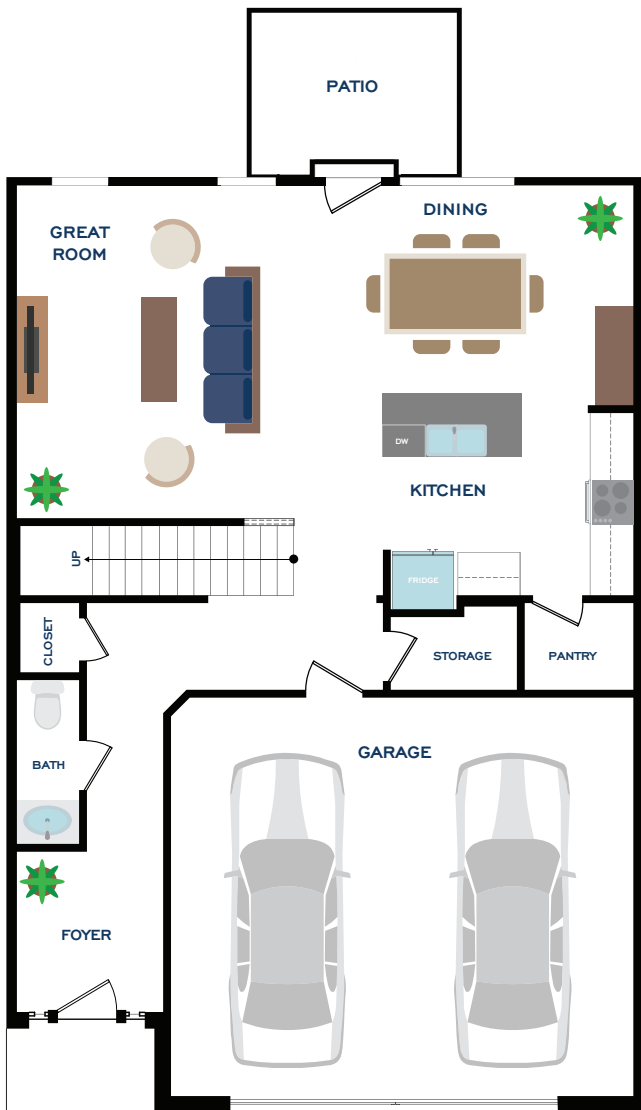 PATIO
DINING
GREAT
ROOM
DW
KITCHEN
UP
FRIDGE
CLOSET
STORAGE
PANTRY
BATH
GARAGE
FOYER